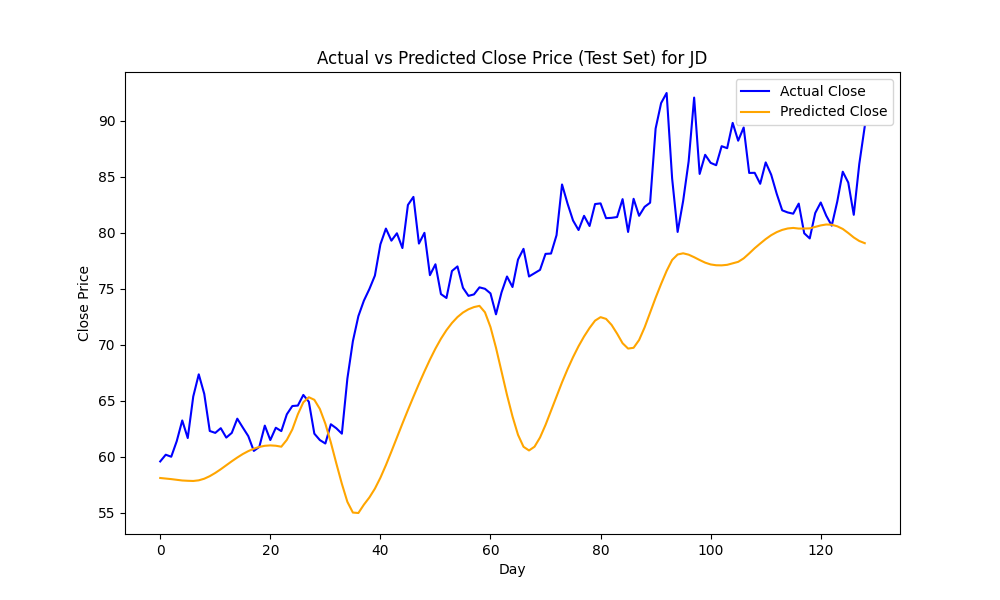 Actual vs Predicted Close Price (Test Set) for JD
Actual Close
Predicted Close
90
85
80
75
70
65
60
55
Close Price
0 20 40 60 80 100 120
Day